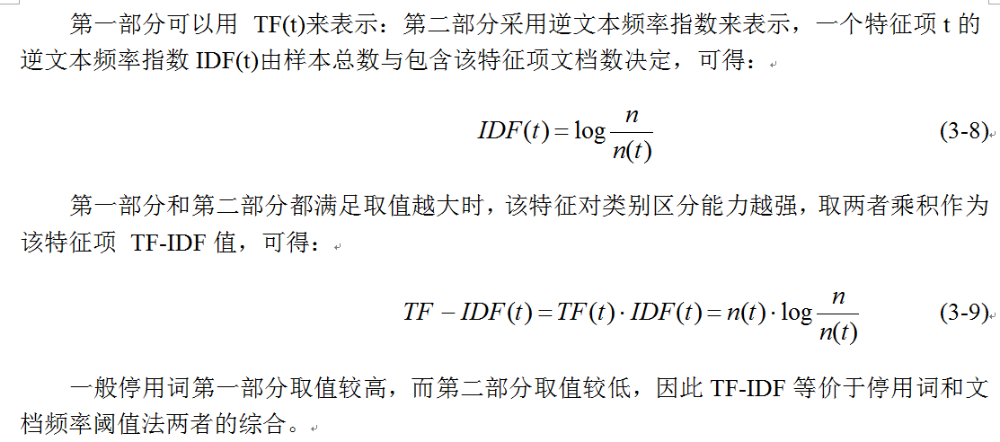 第一部分可以用 TF(t)来表示：第二部分采用逆文本频率指数来表示，一个特征项 t 的
逆文本频率指数 IDF(t)由样本总数与包含该特征项文档数决定，可得：
IDF(t) = log n/n(t) (3-8)
第一部分和第二部分都满足取值越大时，该特征对类别区分能力越强，取两者乘积作为
该特征项 TF-IDF 值，可得：
TF − IDF(t) = TF(t) · IDF(t) = n(t) · log n/n(t) (3-9)
一般停用词第一部分取值较高，而第二部分取值较低，因此 TF-IDF 等价于停用词和文
档频率阈值法两者的综合。